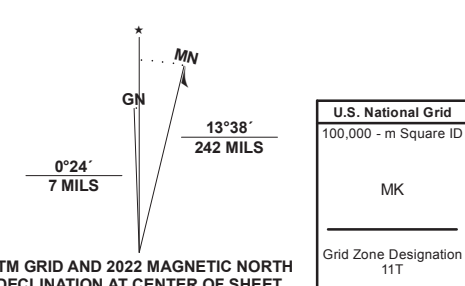 ★
MN
GN
13°38´
242 MILS
0°24´
7 MILS
TM GRID AND 2022 MAGNETIC NORTH
DECLINATION AT CENTER OF SHEET
U.S. National Grid
100,000 - m Square ID
MK
Grid Zone Designation
11T